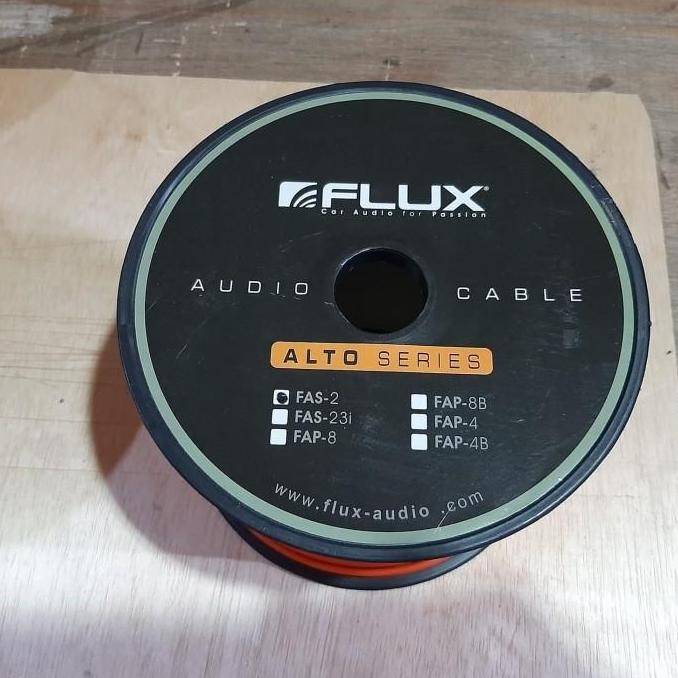 FLUX®
Car Audio for Passion
AUDIO CABLE
ALTO SERIES
FAS-2 FAP-8B
FAS-23i FAP-4
FAP-8 FAP-4B
www.flux-audio .com